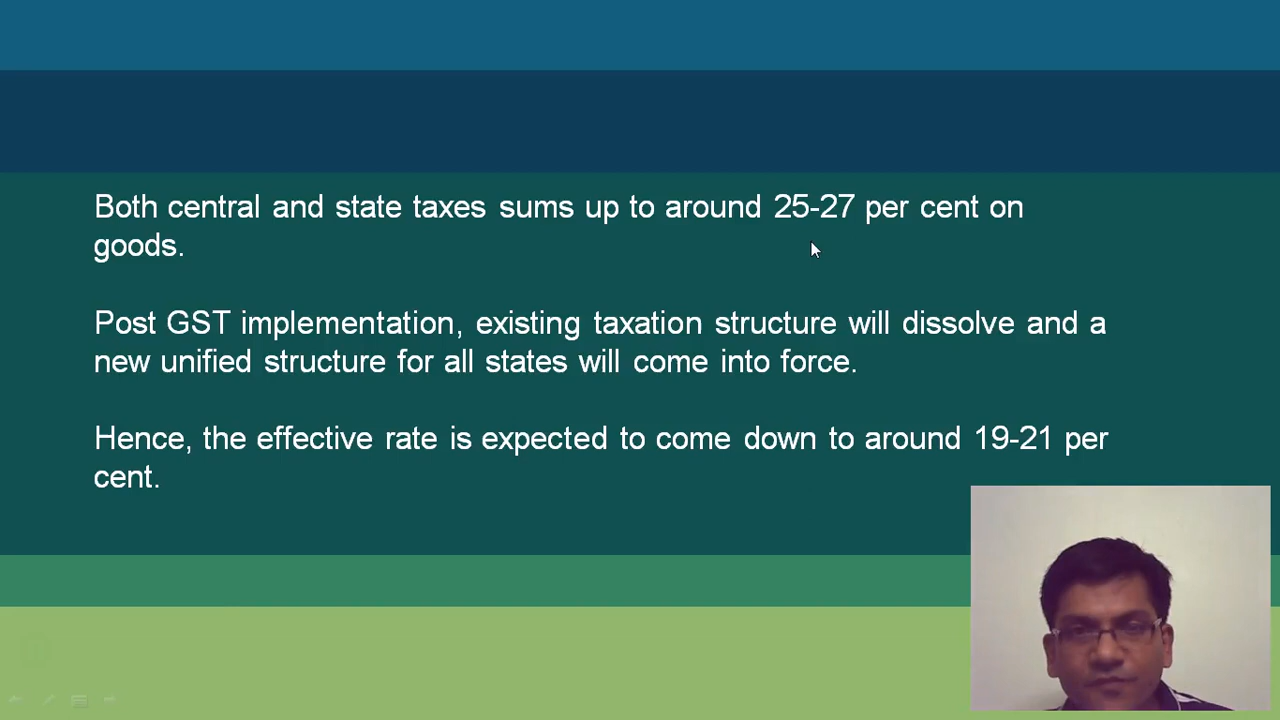 Both central and state taxes sums up to around 25-27 per cent on
goods.
Post GST implementation, existing taxation structure will dissolve and a
new unified structure for all states will come into force.
Hence, the effective rate is expected to come down to around 19-21 per
cent.